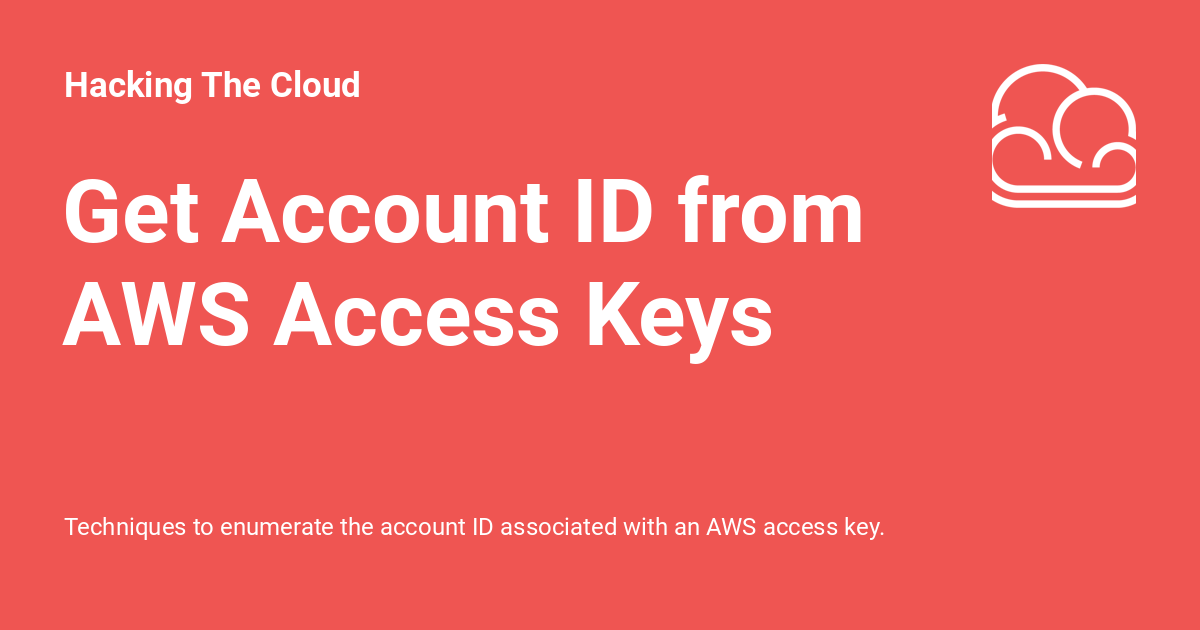 Hacking The Cloud
Get Account ID from
AWS Access Keys
Techniques to enumerate the account ID associated with an AWS access key.